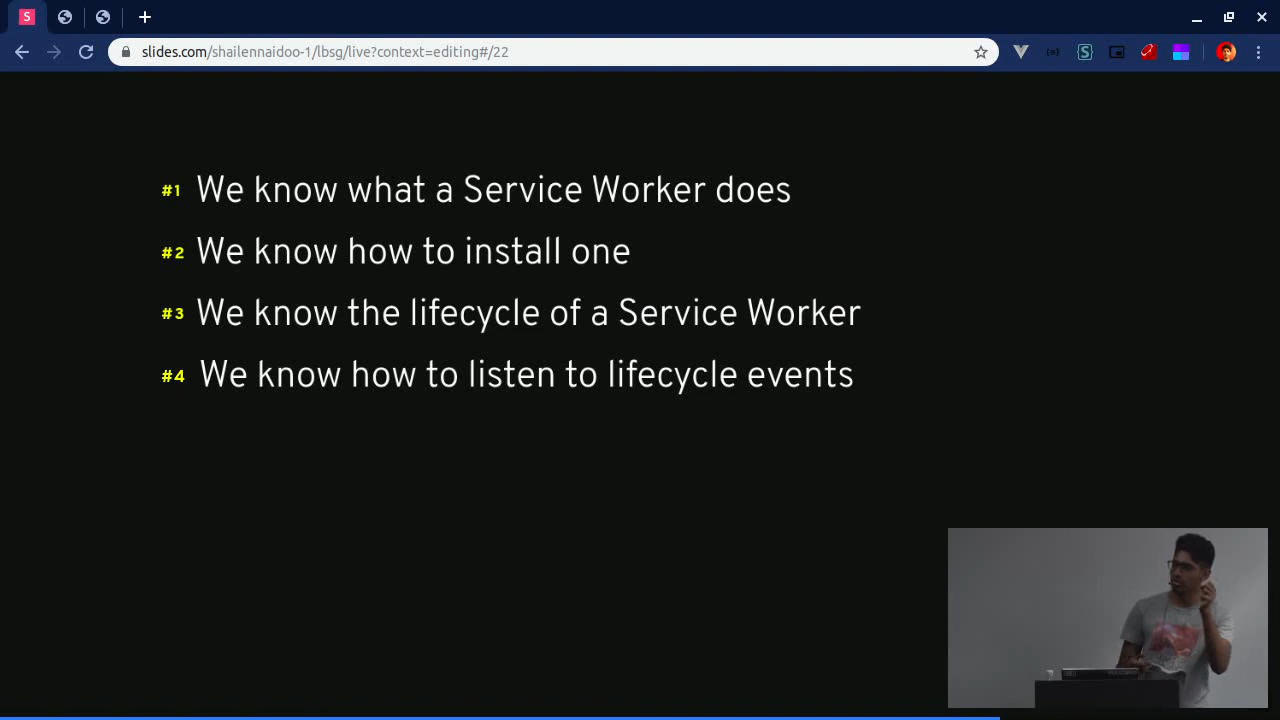 S
slides.com/shailennaidoo-1/lbsg/live?context=editing#/22
#1 We know what a Service Worker does
#2 We know how to install one
#3 We know the lifecycle of a Service Worker
#4 We know how to listen to lifecycle events